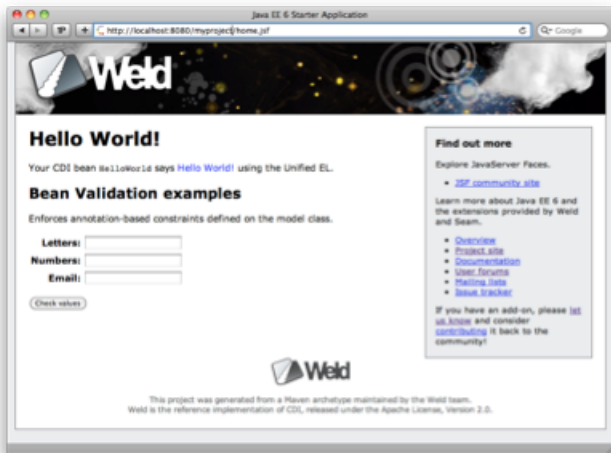 Java EE 6 Starter Application
http://localhost:8080/myproject/home.jsf
Google
Weld
Hello World!
Your CDI bean HelloWorld says Hello World! using the Unified EL.
Bean Validation examples
Enforces annotation-based constraints defined on the model class.
Letters:
Numbers:
Email:
Check values
Find out more
Explore JavaServer Faces.
JSF community site
Learn more about Java EE 6 and
the extensions provided by Weld
and Seam.
Overview
Project site
Documentation
User forums
Mailing lists
Issue tracker
If you have an add-on, please let
us know and consider
contributing it back to the
community!
Weld
This project was generated from a Maven archetype maintained by the Weld team.
Weld is the reference implementation of CDI, released under the Apache License, Version 2.0.